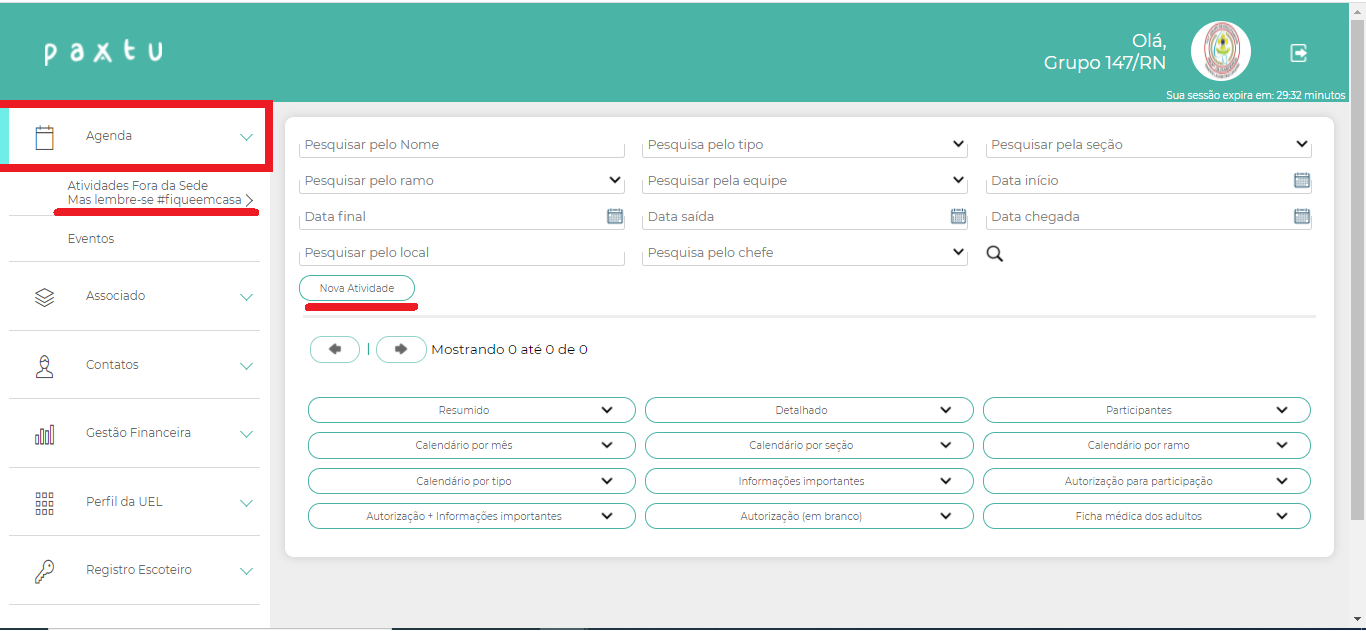 paxtu
Olá,
Grupo 147/RN
Sua sessão expira em: 29:32 minutos
Agenda
Atividades Fora da Sede
Mas lembre-se #fiqueemcasa
Eventos
Associado
Contatos
Gestão Financeira
Perfil da UEL
Registro Escoteiro
Pesquisar pelo Nome
Pesquisa pelo tipo
Pesquisar pela seção
Pesquisar pelo ramo
Pesquisar pela equipe
Data início
Data final
Data saída
Data chegada
Pesquisar pelo local
Pesquisa pelo chefe
Nova Atividade
| Mostrando 0 até 0 de 0
Resumido
Detalhado
Participantes
Calendário por mês
Calendário por seção
Calendário por ramo
Calendário por tipo
Informações importantes
Autorização para participação
Autorização + Informações importantes
Autorização (em branco)
Ficha médica dos adultos